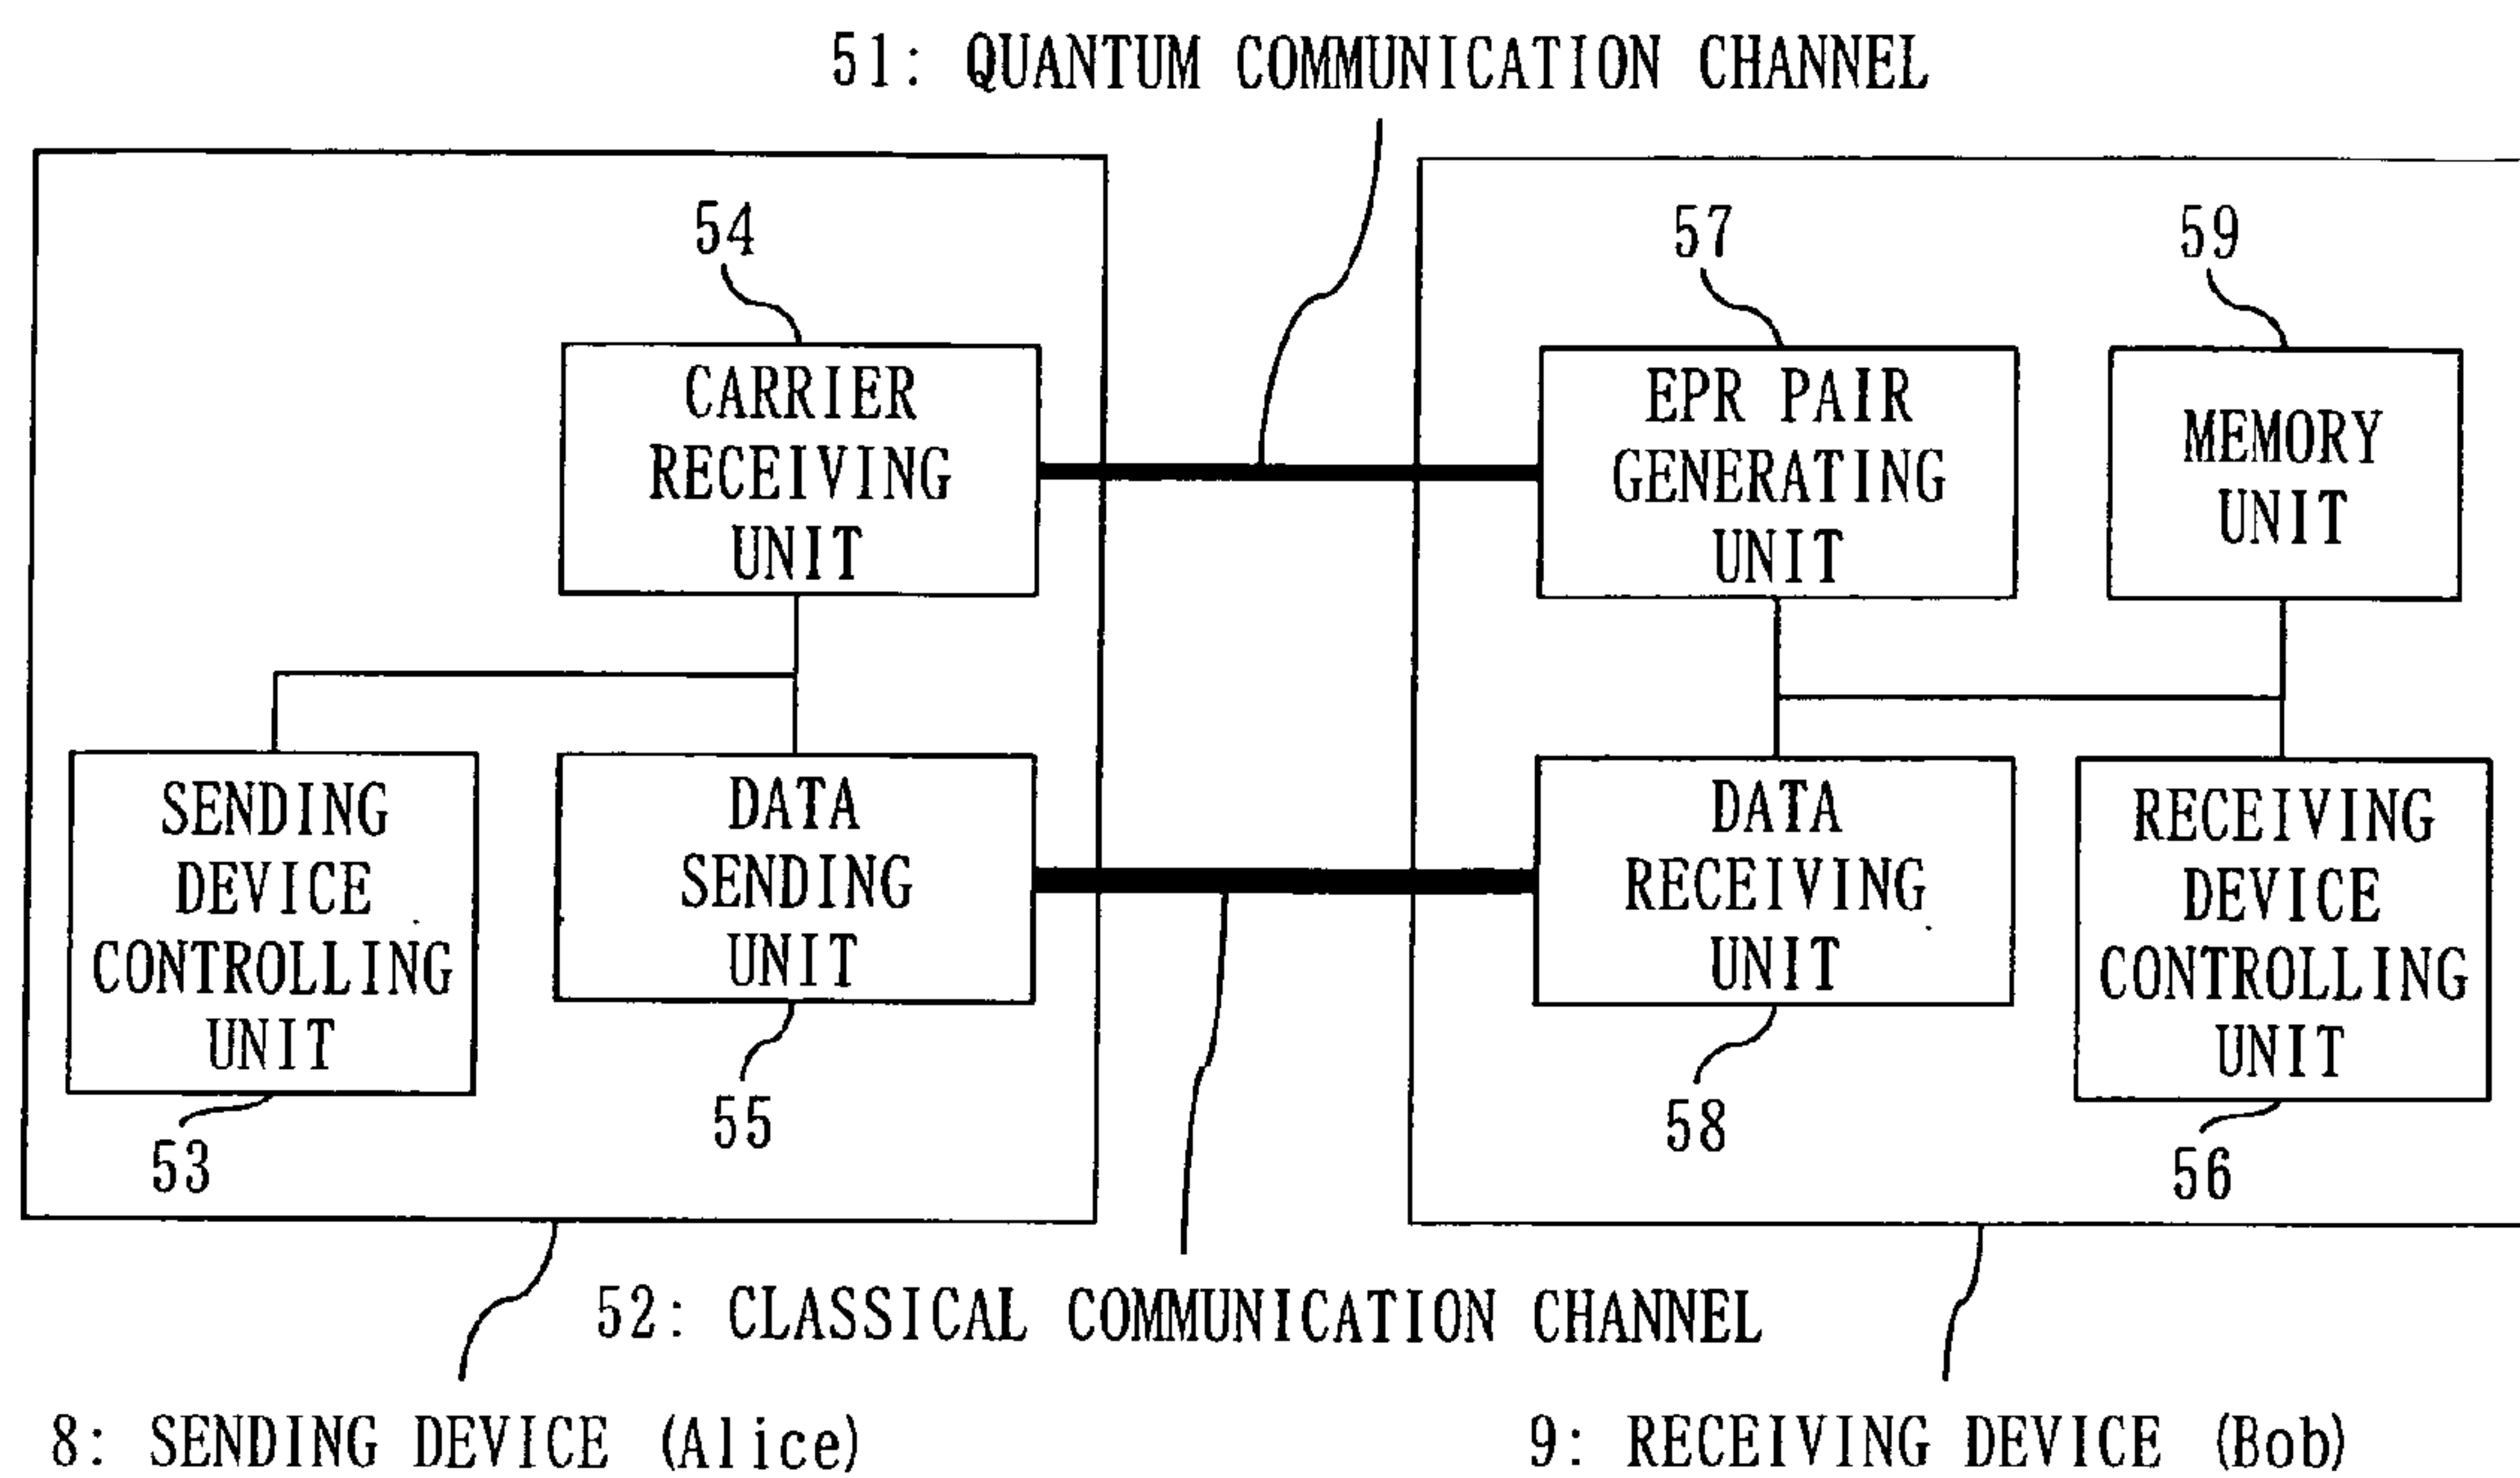 51: QUANTUM COMMUNICATION CHANNEL
54
CARRIER
RECEIVING
UNIT
57
EPR PAIR
GENERATING
UNIT
59
MEMORY
UNIT
SENDING
DEVICE
CONTROLLING
UNIT
53
DATA
SENDING
UNIT
55
DATA
RECEIVING
UNIT
58
RECEIVING
DEVICE
CONTROLLING
UNIT
56
52: CLASSICAL COMMUNICATION CHANNEL
8: SENDING DEVICE (Alice)
9: RECEIVING DEVICE (Bob)